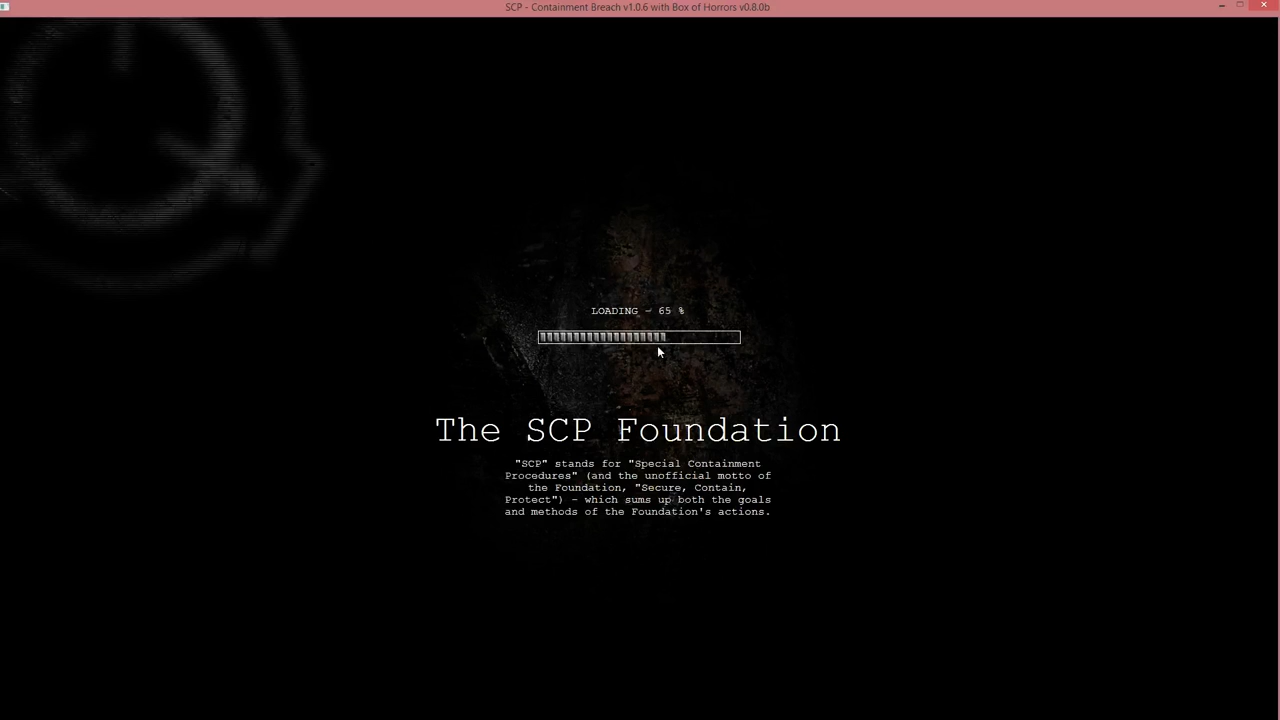 SCP - Containment Breach v1.0.6 with Box of Horrors v0.8.0b
LOADING - 65 %
The SCP Foundation
"SCP" stands for "Special Containment
Procedures" (and the unofficial motto of
the Foundation, "Secure, Contain,
Protect") - which sums up both the goals
and methods of the Foundation's actions.